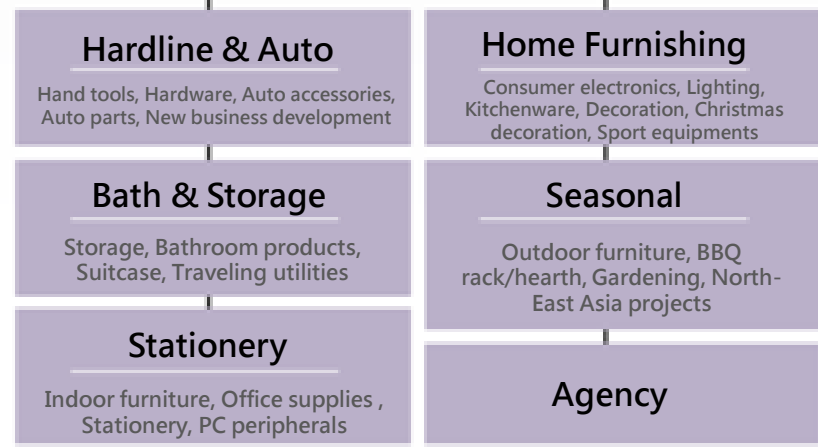 Hardline & Auto
Hand tools, Hardware, Auto accessories,
Auto parts, New business development
Bath & Storage
Storage, Bathroom products,
Suitcase, Traveling utilities
Stationery
Indoor furniture, Office supplies ,
Stationery, PC peripherals
Home Furnishing
Consumer electronics, Lighting,
Kitchenware, Decoration, Christmas
decoration, Sport equipments
Seasonal
Outdoor furniture, BBQ
rack/hearth, Gardening, North-
East Asia projects
Agency